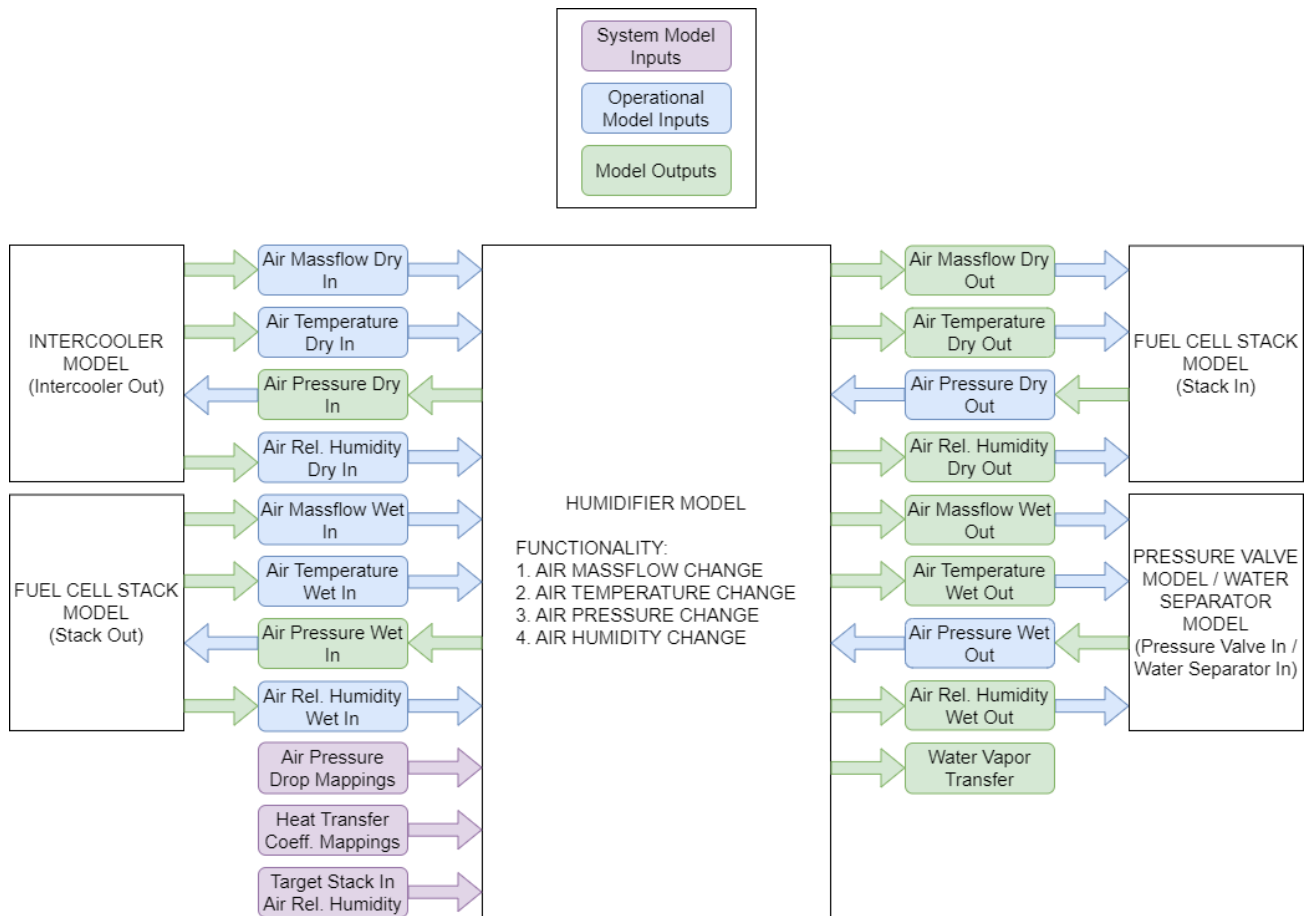 System Model
Inputs
Operational
Model Inputs
Model Outputs
INTERCOOLER
MODEL
(Intercooler Out)
FUEL CELL STACK
MODEL
(Stack Out)
Air Massflow Dry
In
Air Temperature
Dry In
Air Pressure Dry
In
Air Rel. Humidity
Dry In
Air Massflow Wet
In
Air Temperature
Wet In
Air Pressure Wet
In
Air Rel. Humidity
Wet In
Air Pressure
Drop Mappings
Heat Transfer
Coeff. Mappings
Target Stack In
Air Rel. Humidity
HUMIDIFIER MODEL
FUNCTIONALITY:
1. AIR MASSFLOW CHANGE
2. AIR TEMPERATURE CHANGE
3. AIR PRESSURE CHANGE
4. AIR HUMIDITY CHANGE
Air Massflow Dry
Out
Air Temperature
Dry Out
Air Pressure Dry
Out
Air Rel. Humidity
Dry Out
Air Massflow Wet
Out
Air Temperature
Wet Out
Air Pressure Wet
Out
Air Rel. Humidity
Wet Out
Water Vapor
Transfer
FUEL CELL STACK
MODEL
(Stack In)
PRESSURE VALVE
MODEL / WATER
SEPARATOR
MODEL
(Pressure Valve In /
Water Separator In)